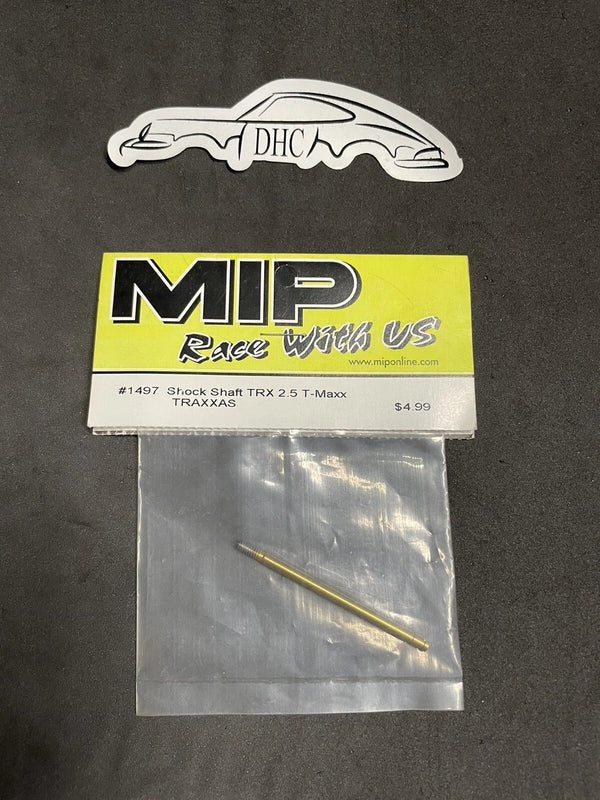 DHC
MIP
Race With US
www.miponline.com
#1497 Shock Shaft TRX 2.5 T-Maxx
TRAXXAS $4.99